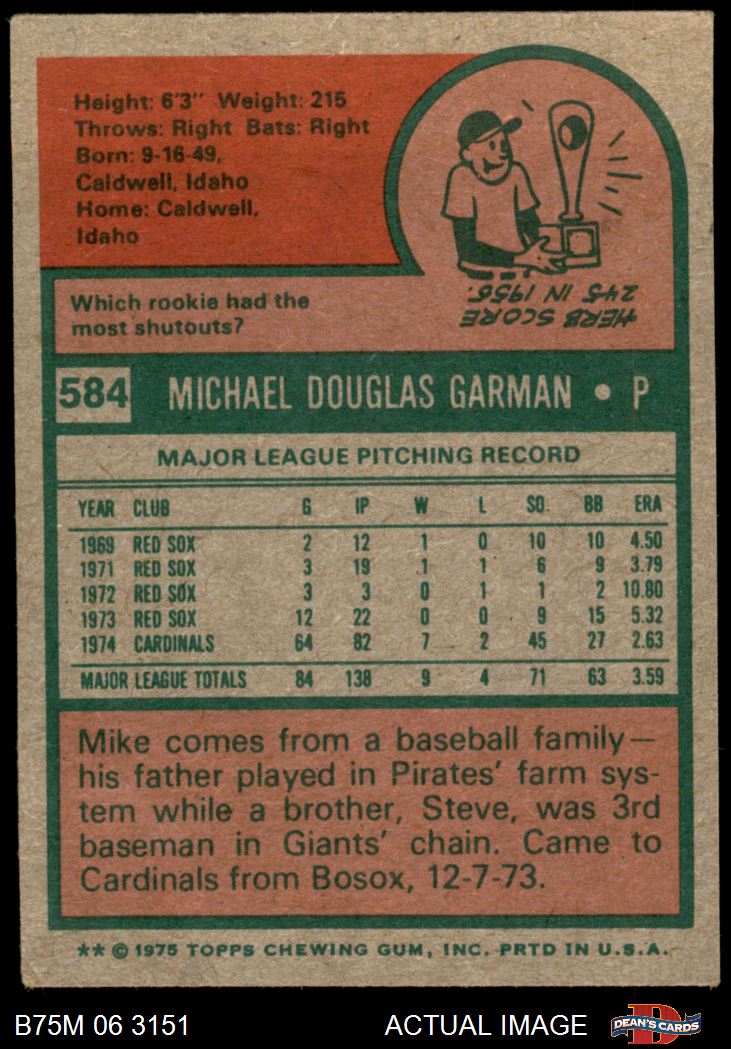 Height: 6'3" Weight: 215
Throws: Right Bats: Right
Born: 9-16-49,
Caldwell, Idaho
Home: Caldwell,
Idaho
HERB SCORE
245 IN 1955.
Which rookie had the
most shutouts?
584 MICHAEL DOUGLAS GARMAN • P
MAJOR LEAGUE PITCHING RECORD
YEAR CLUB G IP W L SO BB ERA
1969 RED SOX 2 12 1 0 10 10 4.50
1971 RED SOX 3 19 1 1 6 9 3.79
1972 RED SOX 3 3 0 1 1 2 10.80
1973 RED SOX 12 22 0 0 9 15 5.32
1974 CARDINALS 64 82 7 2 45 27 2.63
MAJOR LEAGUE TOTALS 84 138 9 4 71 63 3.59
Mike comes from a baseball family—
his father played in Pirates' farm sys-
tem while a brother, Steve, was 3rd
baseman in Giants' chain. Came to
Cardinals from Bosox, 12-7-73.
** © 1975 TOPPS CHEWING GUM, INC. PRTD IN U.S.A.
B75M 06 3151 ACTUAL IMAGE
D
DEAN'S CARDS